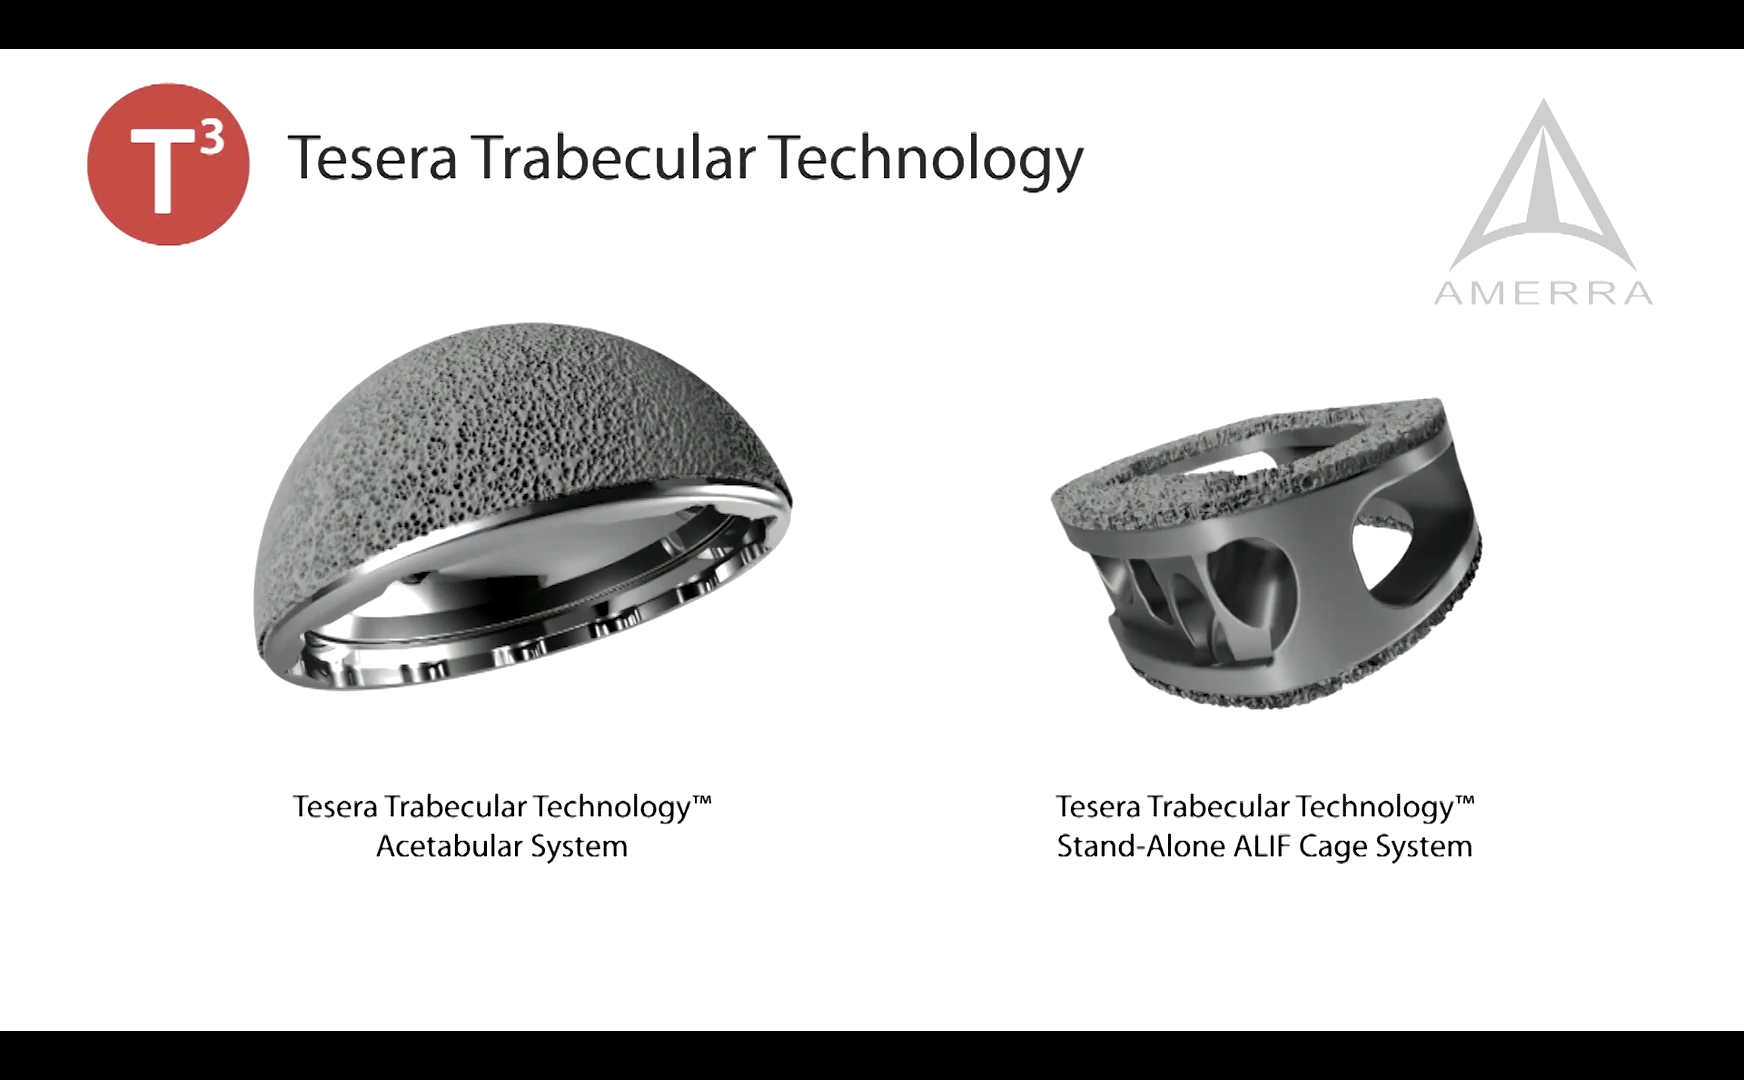 T³
Tesera Trabecular Technology
AMERRA
Tesera Trabecular Technology™
Acetabular System
Tesera Trabecular Technology™
Stand-Alone ALIF Cage System